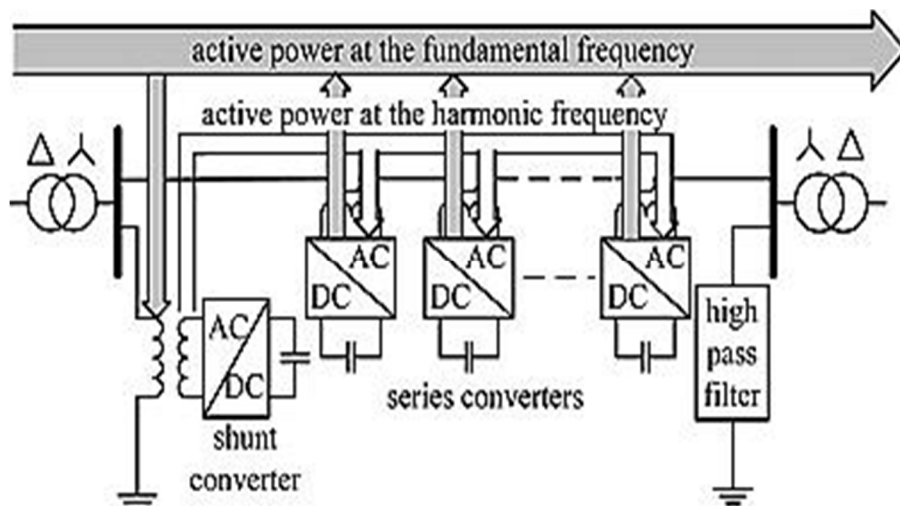 active power at the fundamental frequency
active power at the harmonic frequency
AC
DC
AC
DC
AC
DC
AC
DC
high
pass
filter
series converters
shunt
converter